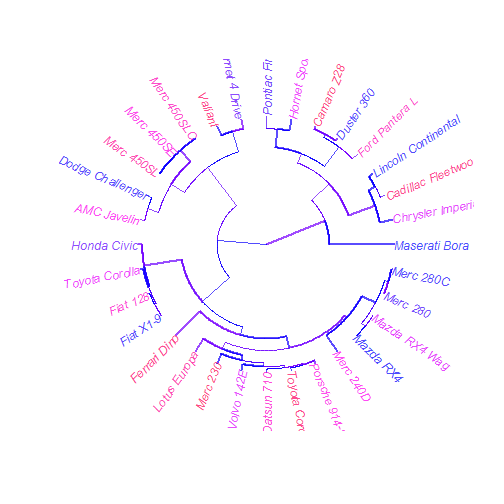 Maserati Bora
Chrysler Imperi
Cadillac Fleetwoo
Lincoln Continental
Ford Pantera L
Duster 360
Camaro Z28
Hornet Spo
Pontiac Fi
rnet 4 Drive
Valiant
Merc 450SLC
Merc 450SE
Merc 450SL
Dodge Challenger
AMC Javelin
Honda Civic
Toyota Corolla
Fiat 128
Fiat X1-9
Ferrari Dino
Lotus Europa
Merc 230
Volvo 142E
Datsun 710
Toyota Coro
Porsche 914-
Merc 240D
Mazda RX4
Mazda RX4 Wag
Merc 280
Merc 280C